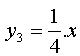 y₃ = 1/4 . x